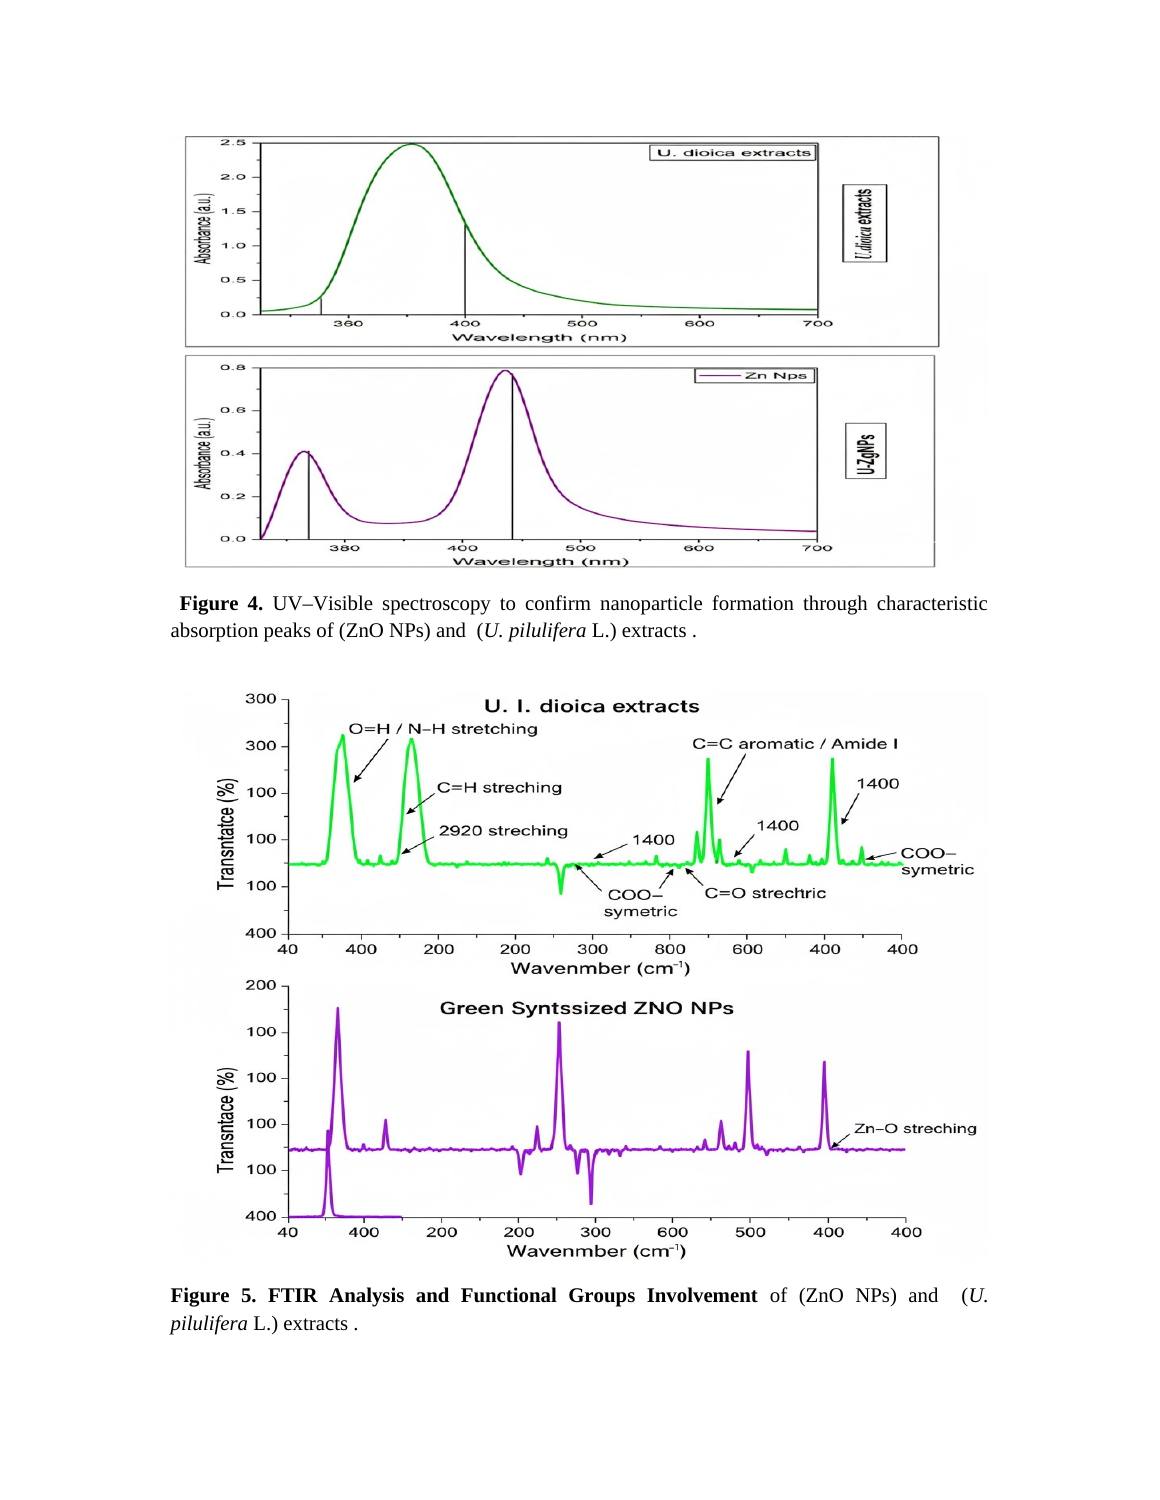 2.5
U. dioica extracts
2.0
1.5
1.0
0.5
0.0
Absorbance (a.u.)
360 400 500 600 700
Wavelength (nm)
U.dioica extracts
0.8
Zn Nps
0.6
0.4
0.2
0.0
Absorbance (a.u.)
380 400 500 600 700
Wavelength (nm)
U-ZgNPs
Figure 4. UV–Visible spectroscopy to confirm nanoparticle formation through characteristic
absorption peaks of (ZnO NPs) and (U. pilulifera L.) extracts .
300
U. I. dioica extracts
O=H / N–H stretching
300
C=C aromatic / Amide I
100
C=H streching
1400
2920 streching
1400
1400
100
COO–
symetric
100
COO–
symetric
C=O strechric
400
Transntatce (%)
40 400 200 200 300 800 600 400 400
Wavenmber (cm⁻¹)
200
Green Syntssized ZNO NPs
100
100
100
Zn–O streching
100
400
Transntace (%)
40 400 200 200 300 600 500 400 400
Wavenmber (cm⁻¹)
Figure 5. FTIR Analysis and Functional Groups Involvement of (ZnO NPs) and (U.
pilulifera L.) extracts .